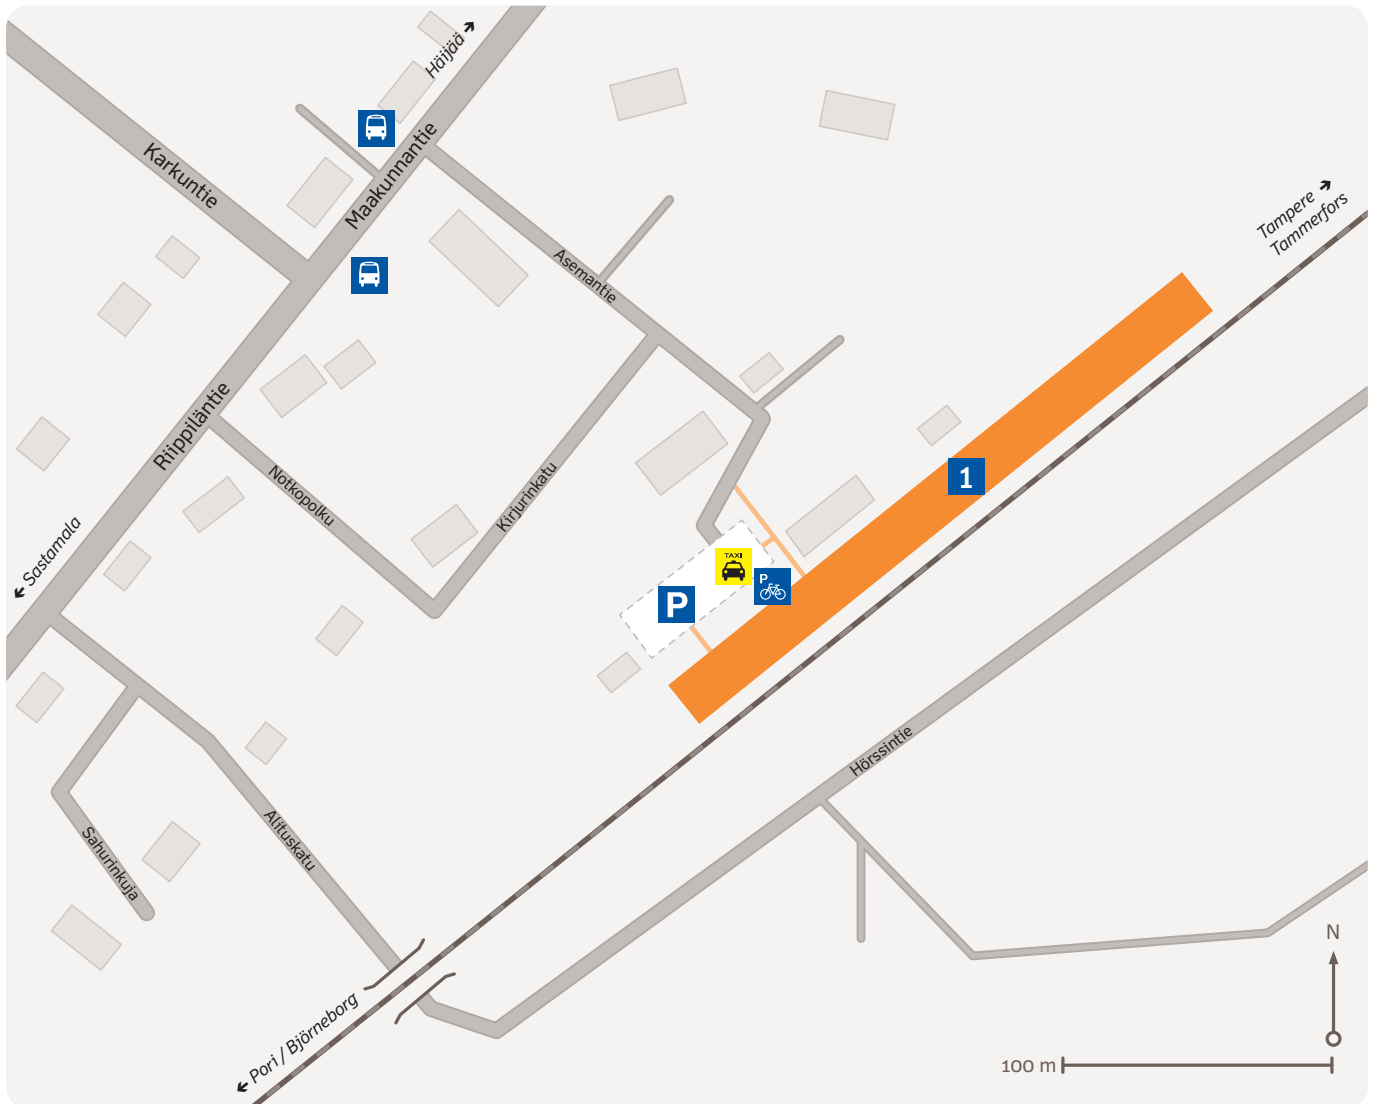 Häijää
Karkuntie
Maakunnantie
Tampere
Tammerfors
Asemantie
Riippiläntie
Notkopolku
Kirjurinkatu
1
Sastamala
TAXI
P
P
Hörssintie
Alituskatu
Sahurinkuja
Pori / Björneborg
N
100 m